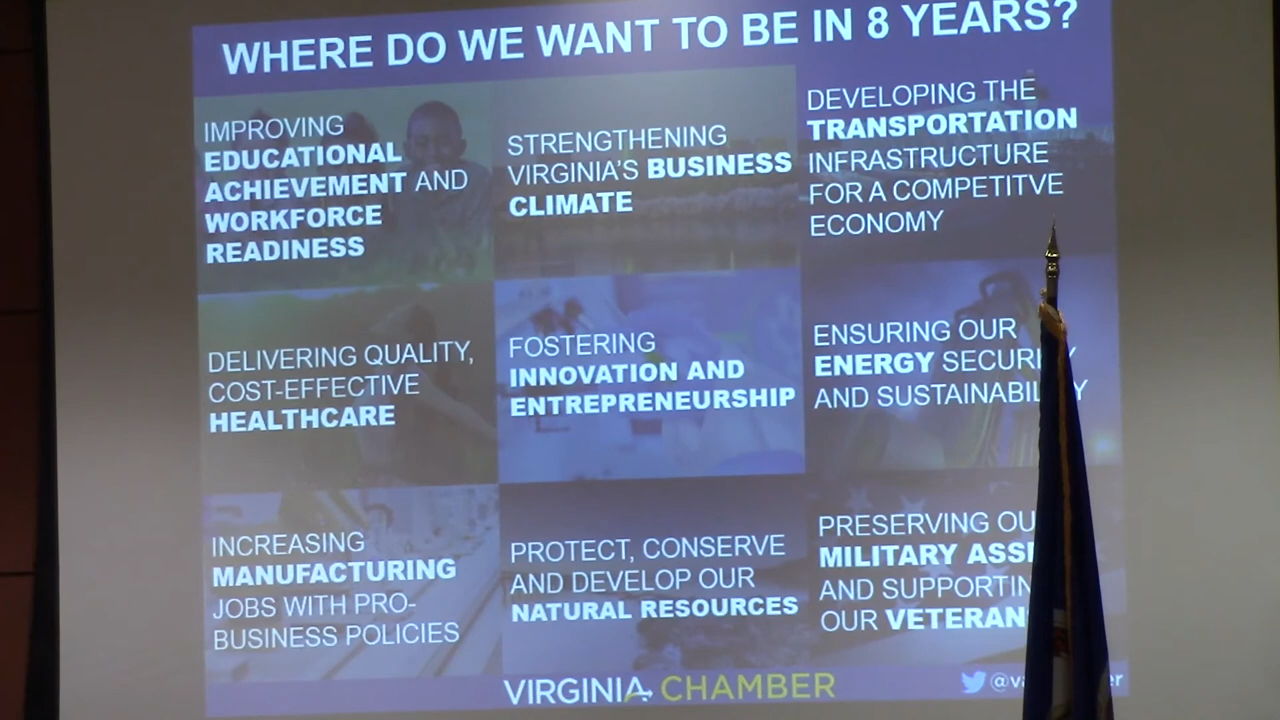 WHERE DO WE WANT TO BE IN 8 YEARS?
IMPROVING
EDUCATIONAL
ACHIEVEMENT AND
WORKFORCE
READINESS
STRENGTHENING
VIRGINIA'S BUSINESS
CLIMATE
DEVELOPING THE
TRANSPORTATION
INFRASTRUCTURE
FOR A COMPETITVE
ECONOMY
DELIVERING QUALITY,
COST-EFFECTIVE
HEALTHCARE
FOSTERING
INNOVATION AND
ENTREPRENEURSHIP
ENSURING OUR
ENERGY
AND
INCREASING
MANUFACTURING
JOBS WITH PRO-
BUSINESS POLICIES
PROTECT, CONSERVE
AND DEVELOP OUR
NATURAL RESOURCES
PRESERVING
MILITARY
AND
OUR
VIRGINIA CHAMBER